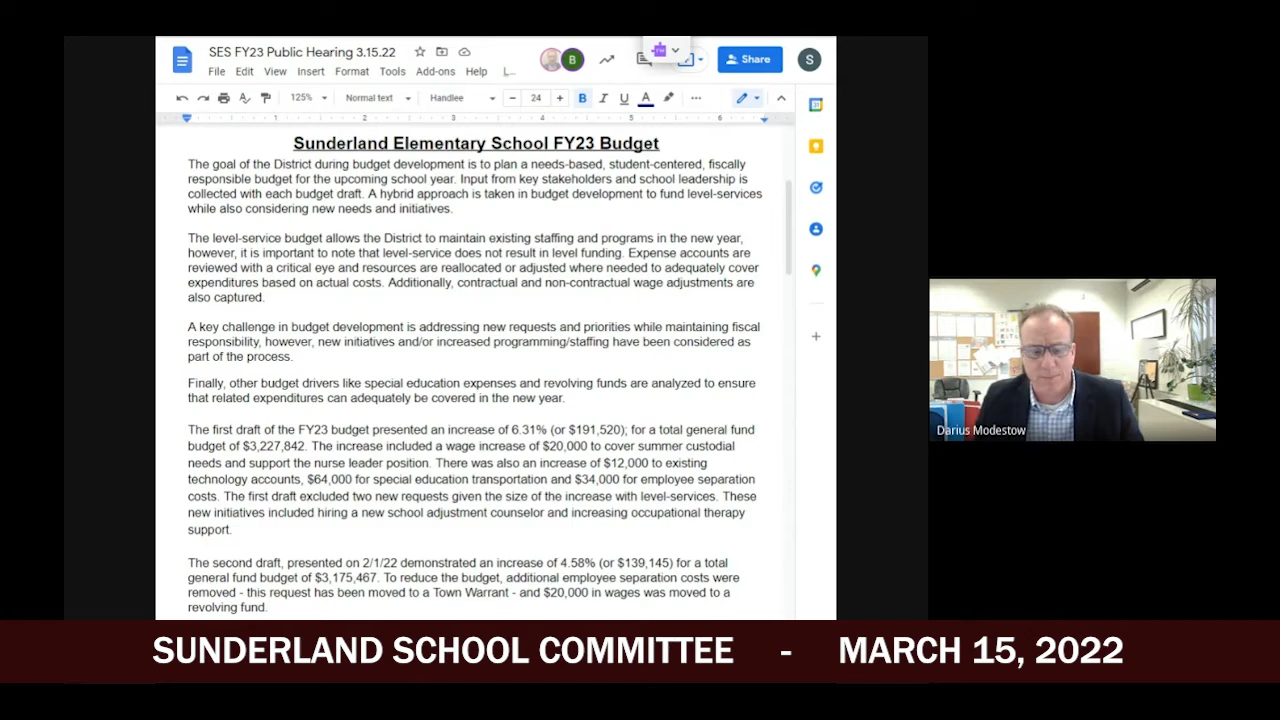 SES FY23 Public Hearing 3.15.22
B
Share
S
File Edit View Insert Format Tools Add-ons Help L...
125% Normal text Handlee 24 B I U A
1 2 3 4 5 6
Sunderland Elementary School FY23 Budget
The goal of the District during budget development is to plan a needs-based, student-centered, fiscally
responsible budget for the upcoming school year. Input from key stakeholders and school leadership is
collected with each budget draft. A hybrid approach is taken in budget development to fund level-services
while also considering new needs and initiatives.
The level-service budget allows the District to maintain existing staffing and programs in the new year,
however, it is important to note that level-service does not result in level funding. Expense accounts are
reviewed with a critical eye and resources are reallocated or adjusted where needed to adequately cover
expenditures based on actual costs. Additionally, contractual and non-contractual wage adjustments are
also captured.
A key challenge in budget development is addressing new requests and priorities while maintaining fiscal
responsibility, however, new initiatives and/or increased programming/staffing have been considered as
part of the process.
Finally, other budget drivers like special education expenses and revolving funds are analyzed to ensure
that related expenditures can adequately be covered in the new year.
The first draft of the FY23 budget presented an increase of 6.31% (or $191,520); for a total general fund
budget of $3,227,842. The increase included a wage increase of $20,000 to cover summer custodial
needs and support the nurse leader position. There was also an increase of $12,000 to existing
technology accounts, $64,000 for special education transportation and $34,000 for employee separation
costs. The first draft excluded two new requests given the size of the increase with level-services. These
new initiatives included hiring a new school adjustment counselor and increasing occupational therapy
support.
The second draft, presented on 2/1/22 demonstrated an increase of 4.58% (or $139,145) for a total
general fund budget of $3,175,467. To reduce the budget, additional employee separation costs were
removed - this request has been moved to a Town Warrant - and $20,000 in wages was moved to a
revolving fund.
Darius Modestow
SUNDERLAND SCHOOL COMMITTEE - MARCH 15, 2022